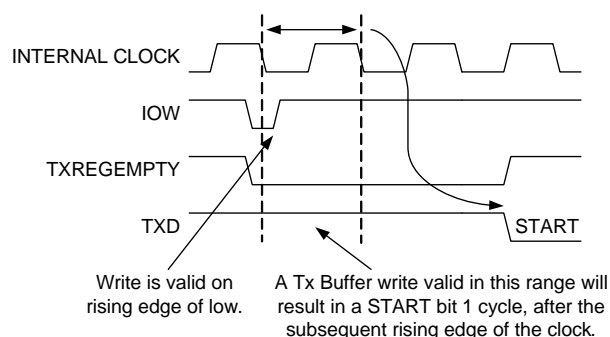 INTERNAL CLOCK
IOW
TXREGEMPTY
TXD
START
Write is valid on
rising edge of low.
A Tx Buffer write valid in this range will
result in a START bit 1 cycle, after the
subsequent rising edge of the clock.